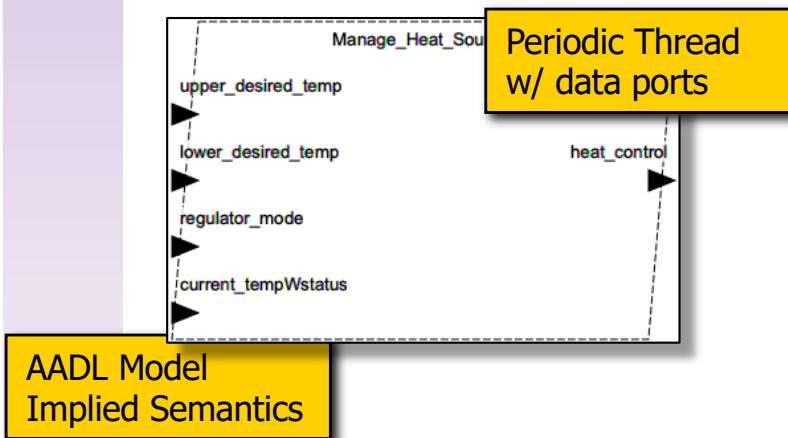 Manage_Heat_Sou
Periodic Thread
w/ data ports
upper_desired_temp
lower_desired_temp
heat_control
regulator_mode
current_tempWstatus
AADL Model
Implied Semantics